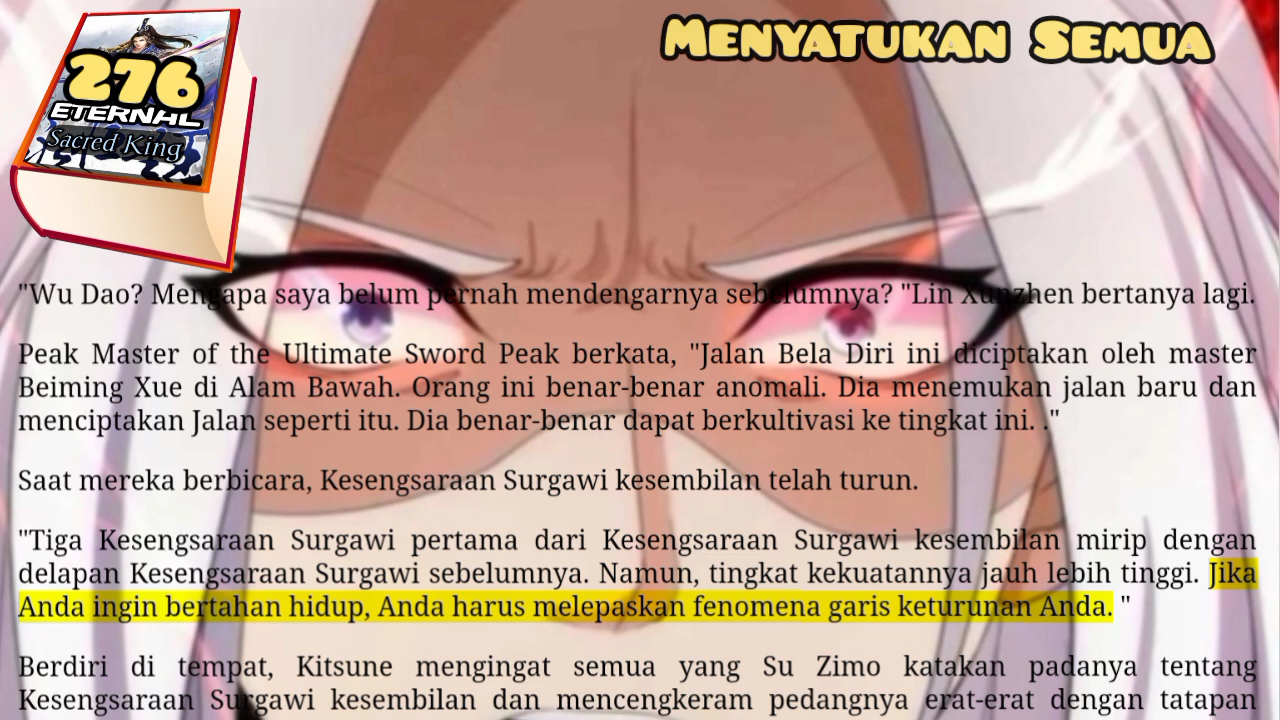 Menyatukan Semua
276
ETERNAL
Sacred King
"Wu Dao? Mengapa saya belum pernah mendengarnya sebelumnya? "Lin Xunzhen bertanya lagi.
Peak Master of the Ultimate Sword Peak berkata, "Jalan Bela Diri ini diciptakan oleh master
Beiming Xue di Alam Bawah. Orang ini benar-benar anomali. Dia menemukan jalan baru dan
menciptakan Jalan seperti itu. Dia benar-benar dapat berkultivasi ke tingkat ini. ."
Saat mereka berbicara, Kesengsaraan Surgawi kesembilan telah turun.
"Tiga Kesengsaraan Surgawi pertama dari Kesengsaraan Surgawi kesembilan mirip dengan
delapan Kesengsaraan Surgawi sebelumnya. Namun, tingkat kekuatannya jauh lebih tinggi. Jika
Anda ingin bertahan hidup, Anda harus melepaskan fenomena garis keturunan Anda. "
Berdiri di tempat, Kitsune mengingat semua yang Su Zimo katakan padanya tentang
Kesengsaraan Surgawi kesembilan dan mencengkeram pedangnya erat-erat dengan tatapan